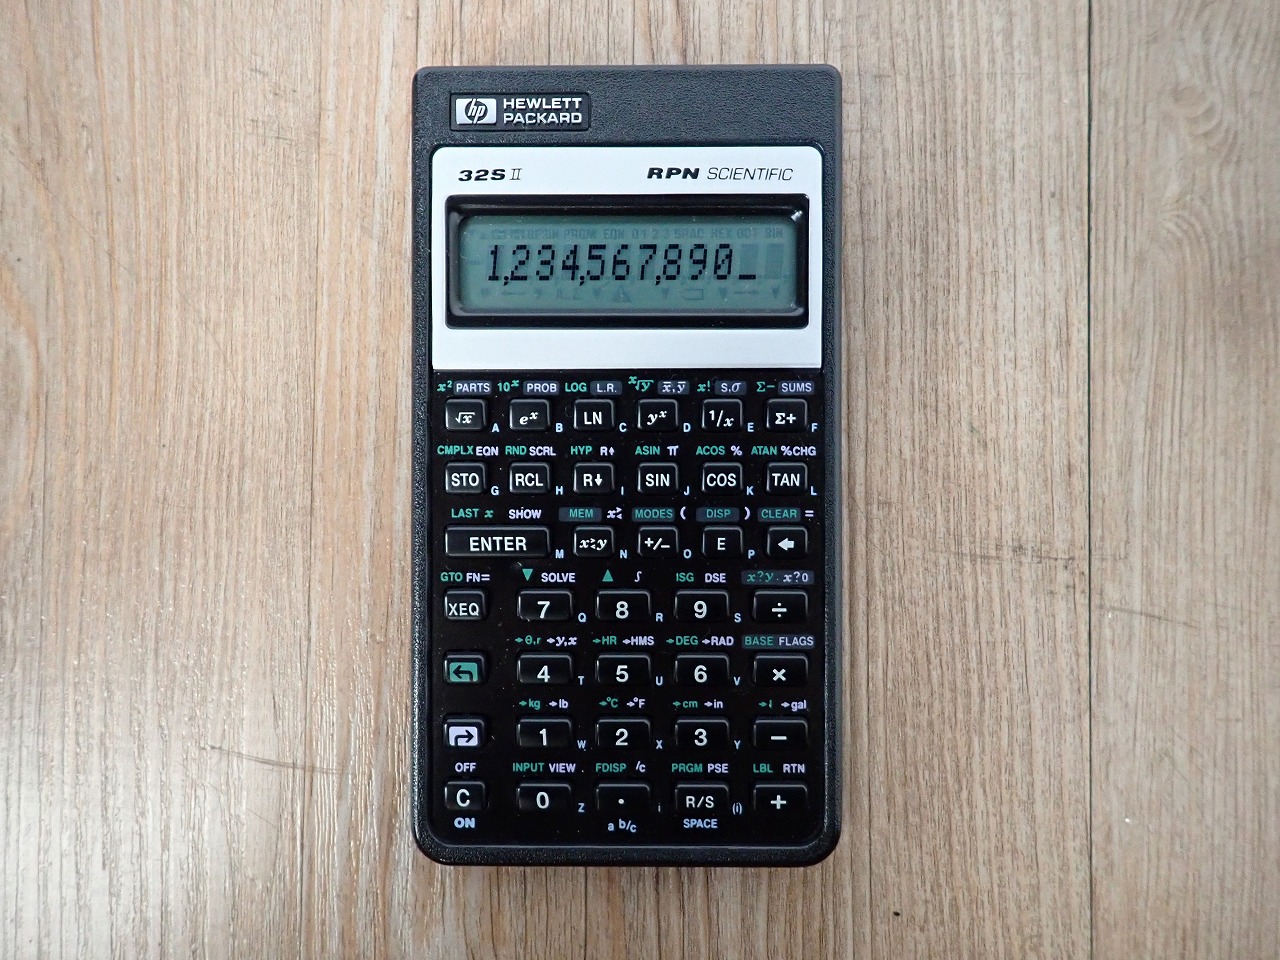 hp HEWLETT
PACKARD
32S II RPN SCIENTIFIC
1,234,567,890_
x² PARTS 10ˣ PROB LOG L.R. ˣ√y x̄,ȳ x! S,σ Σ− SUMS
√x A eˣ B LN C yˣ D 1/x E Σ+ F
CMPLX EQN RND SCRL HYP R↑ ASIN π ACOS % ATAN %CHG
STO G RCL H R↓ I SIN J COS K TAN L
LAST x SHOW MEM x≷ MODES ( DISP ) CLEAR =
ENTER M x≷y N +/− O E P ←
GTO FN= ▼ SOLVE ▲ ∫ ISG DSE x?y x?0
XEQ 7 Q 8 R 9 S ÷
→θ,r →y,x →HR →HMS →DEG →RAD BASE FLAGS
4 T 5 U 6 V ×
→kg →lb →°C →°F →cm →in →l →gal
1 W 2 X 3 Y −
OFF INPUT VIEW FDISP /c PRGM PSE LBL RTN
C 0 Z . i R/S (i) +
ON a b/c SPACE